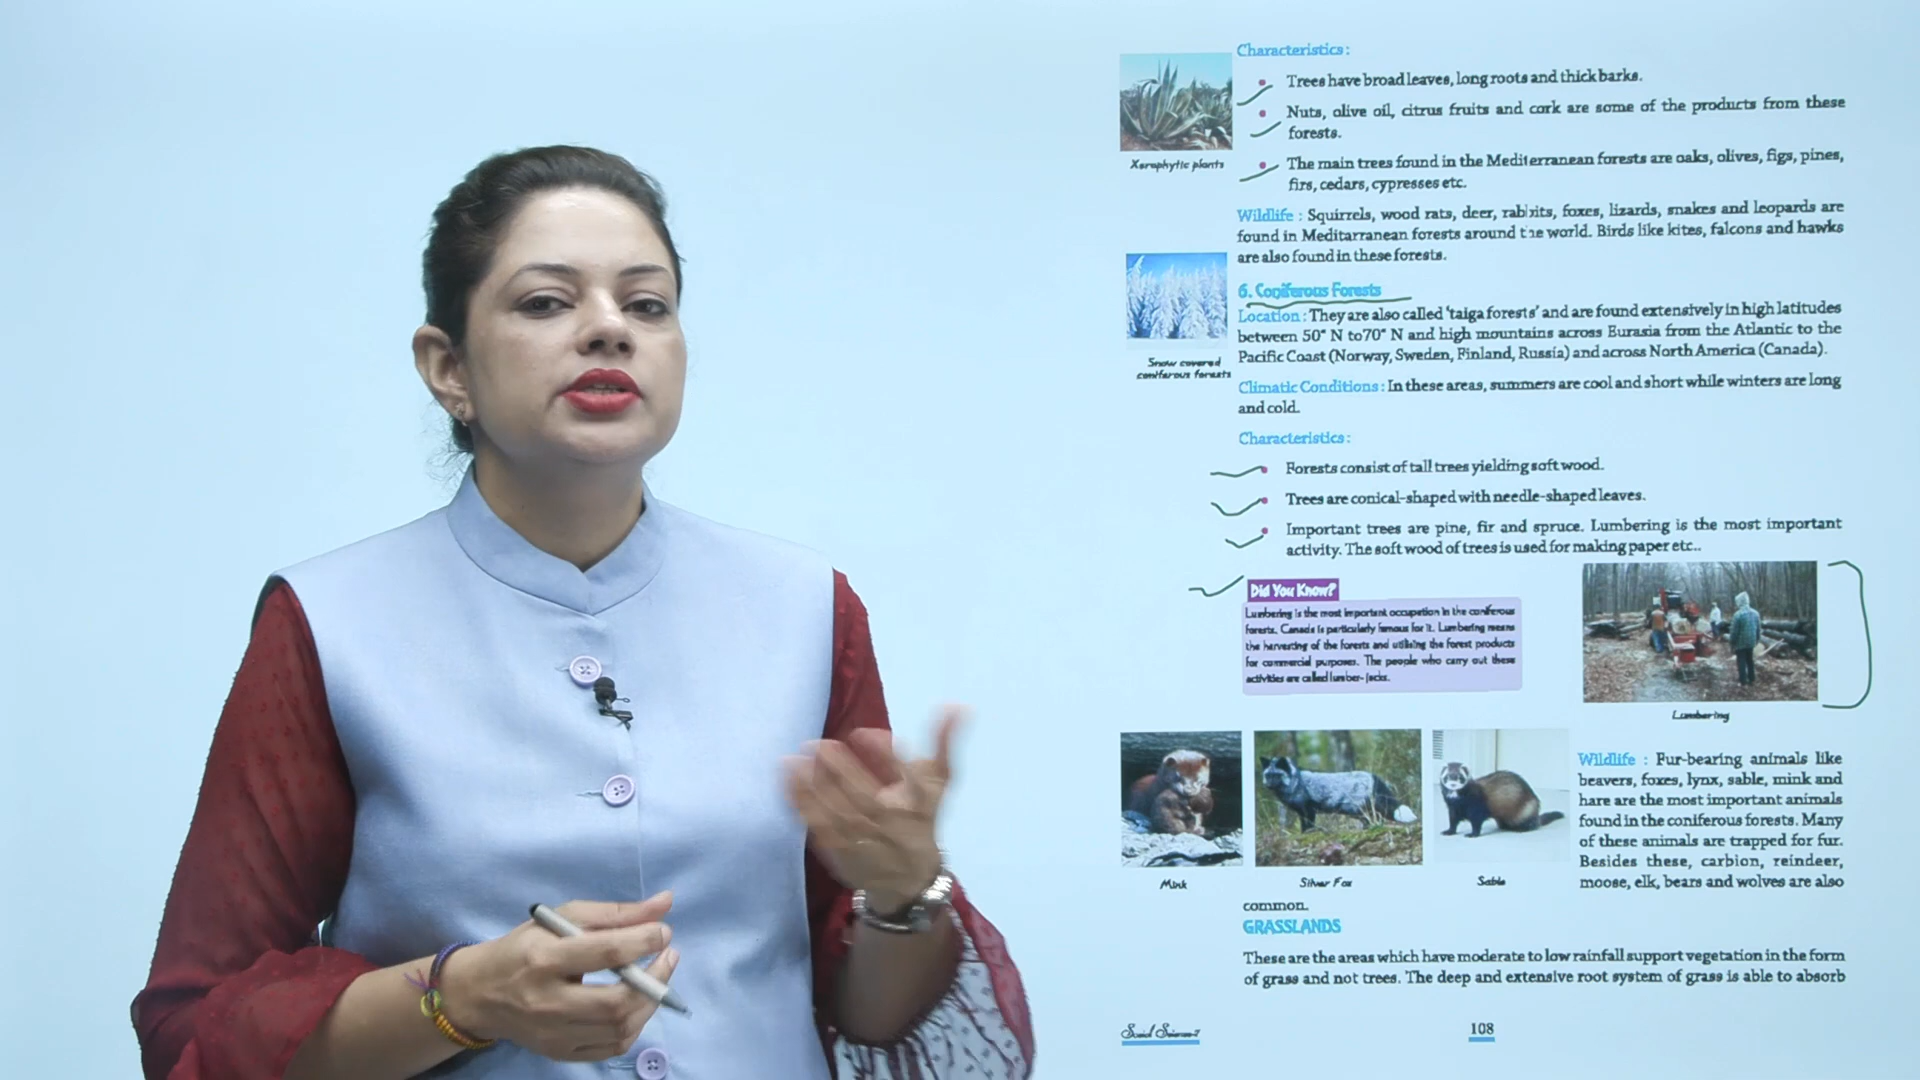 Characteristics :
Trees have broad leaves, long roots and thick barks.
Nuts, olive oil, citrus fruits and cork are some of the products from these
forests.
Xerophytic plants
The main trees found in the Mediterranean forests are oaks, olives, figs, pines,
firs, cedars, cypresses etc.
Wildlife : Squirrels, wood rats, deer, rabbits, foxes, lizards, snakes and leopards are
found in Meditarranean forests around the world. Birds like kites, falcons and hawks
are also found in these forests.
6. Coniferous Forests
Location : They are also called 'taiga forests' and are found extensively in high latitudes
between 50° N to70° N and high mountains across Eurasia from the Atlantic to the
Pacific Coast (Norway, Sweden, Finland, Russia) and across North America (Canada).
Snow covered
coniferous forests
Climatic Conditions : In these areas, summers are cool and short while winters are long
and cold.
Characteristics :
Forests consist of tall trees yielding soft wood.
Trees are conical-shaped with needle-shaped leaves.
Important trees are pine, fir and spruce. Lumbering is the most important
activity. The soft wood of trees is used for making paper etc..
Did You Know?
Lumbering is the most important occupation in the coniferous
forests. Canada is particularly famous for it. Lumbering means
the harvesting of the forests and utilising the forest products
for commercial purposes. The people who carry out these
activities are called lumber-jacks.
Lumbering
Mink
Silver Fox
Sable
Wildlife : Fur-bearing animals like
beavers, foxes, lynx, sable, mink and
hare are the most important animals
found in the coniferous forests. Many
of these animals are trapped for fur.
Besides these, carbion, reindeer,
moose, elk, bears and wolves are also
common.
GRASSLANDS
These are the areas which have moderate to low rainfall support vegetation in the form
of grass and not trees. The deep and extensive root system of grass is able to absorb
Social Science-7
108